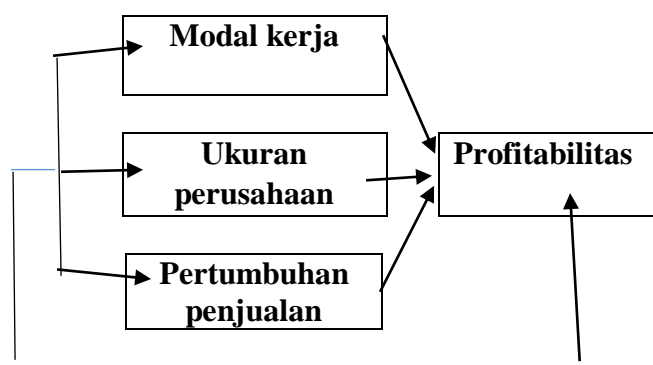 Modal kerja
Ukuran
perusahaan
Profitabilitas
Pertumbuhan
penjualan